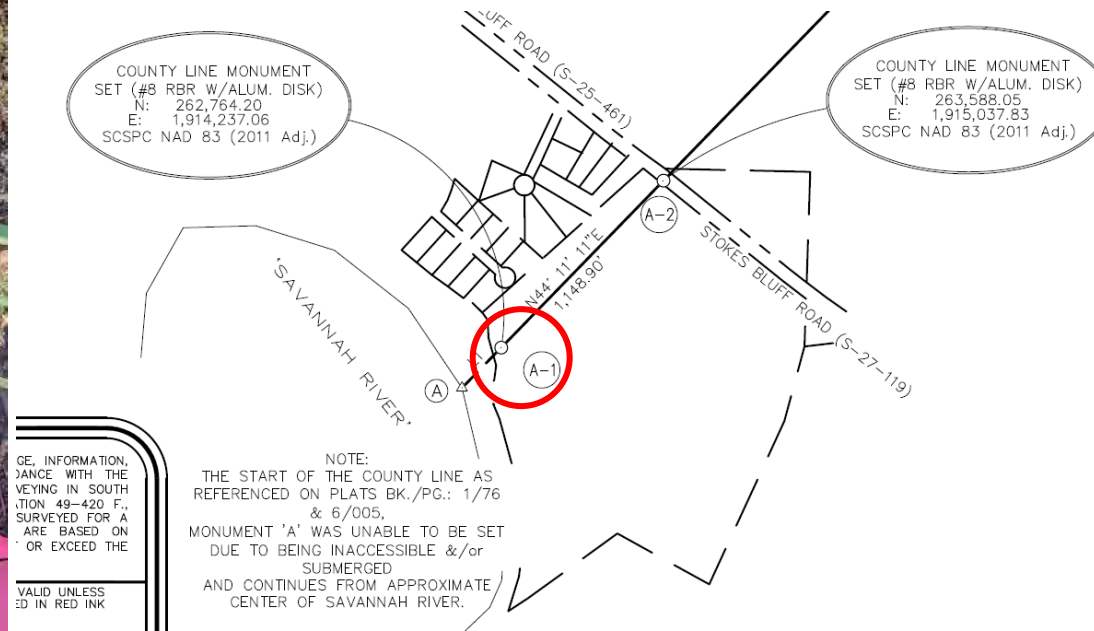 COUNTY LINE MONUMENT
SET (#8 RBR W/ALUM. DISK)
N: 262,764.20
E: 1,914,237.06
SCSPC NAD 83 (2011 Adj.)
LUFF ROAD (S-25-461)
COUNTY LINE MONUMENT
SET (#8 RBR W/ALUM. DISK)
N: 263,588.05
E: 1,915,037.83
SCSPC NAD 83 (2011 Adj.)
A-2
N44° 11' 11"E
1,148.90'
STOKES BLUFF ROAD (S-27-119)
'SAVANNAH RIVER'
A-1
A
GE, INFORMATION,
DANCE WITH THE
VEYING IN SOUTH
ATION 49-420 F.,
SURVEYED FOR A
ARE BASED ON
OR EXCEED THE
VALID UNLESS
ED IN RED INK
NOTE:
THE START OF THE COUNTY LINE AS
REFERENCED ON PLATS BK./PG.: 1/76
& 6/005,
MONUMENT 'A' WAS UNABLE TO BE SET
DUE TO BEING INACCESSIBLE &/or
SUBMERGED
AND CONTINUES FROM APPROXIMATE
CENTER OF SAVANNAH RIVER.